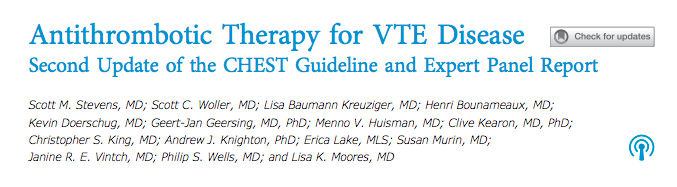 Antithrombotic Therapy for VTE Disease
Check for updates
Second Update of the CHEST Guideline and Expert Panel Report
Scott M. Stevens, MD; Scott C. Woller, MD; Lisa Baumann Kreuziger, MD; Henri Bounameaux, MD;
Kevin Doerschug, MD; Geert-Jan Geersing, MD, PhD; Menno V. Huisman, MD; Clive Kearon, MD, PhD;
Christopher S. King, MD; Andrew J. Knighton, PhD; Erica Lake, MLS; Susan Murin, MD;
Janine R. E. Vintch, MD; Philip S. Wells, MD; and Lisa K. Moores, MD